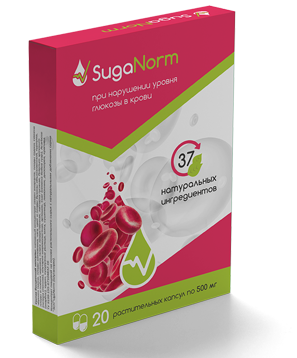 SugaNorm
при нарушении уровня
глюкозы в крови
37
натуральных
ингредиентов
20 растительных капсул по 500 мг